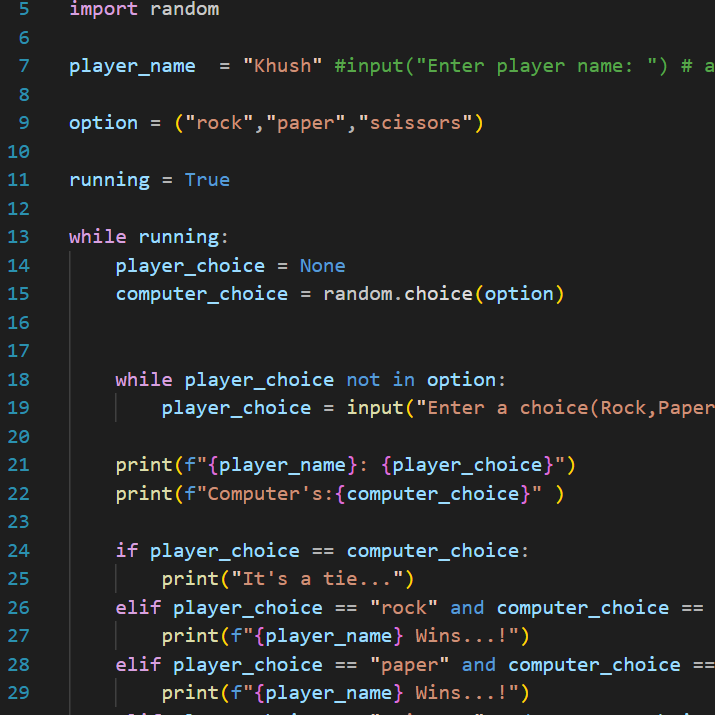 5 import random
6
7 player_name  = "Khush" #input("Enter player name: ") # a
8
9 option = ("rock","paper","scissors")
10
11 running = True
12
13 while running:
14     player_choice = None
15     computer_choice = random.choice(option)
16
17
18     while player_choice not in option:
19         player_choice = input("Enter a choice(Rock,Paper
20
21     print(f"{player_name}: {player_choice}")
22     print(f"Computer's:{computer_choice}" )
23
24     if player_choice == computer_choice:
25         print("It's a tie...")
26     elif player_choice == "rock" and computer_choice ==
27         print(f"{player_name} Wins...!")
28     elif player_choice == "paper" and computer_choice ==
29         print(f"{player_name} Wins...!")